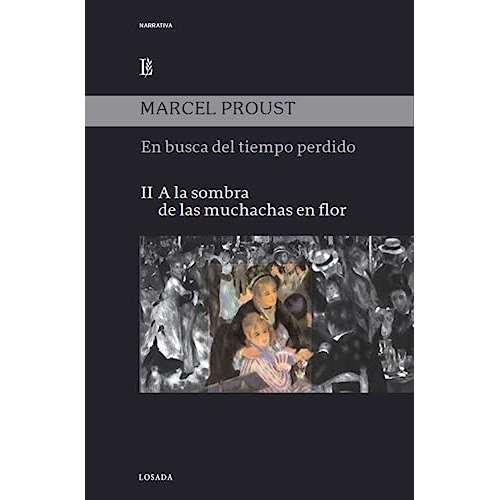 NARRATIVA
MARCEL PROUST
En busca del tiempo perdido
II A la sombra
de las muchachas en flor
LOSADA